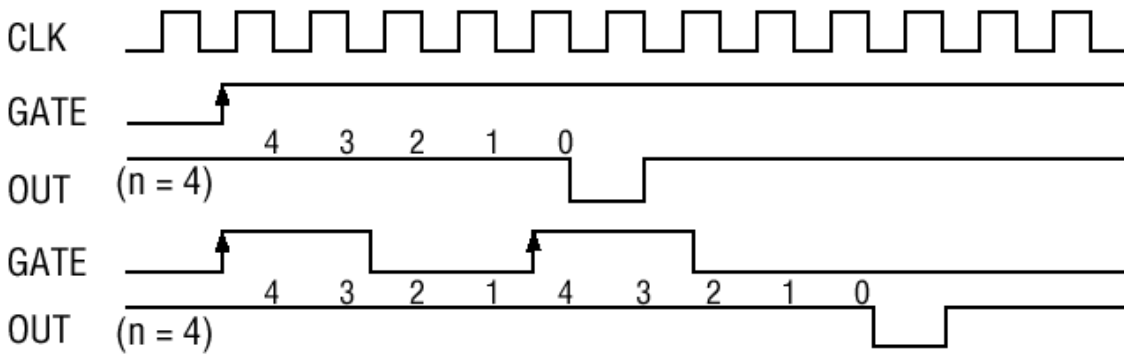 CLK
GATE
4 3 2 1 0
OUT (n = 4)
GATE
4 3 2 1 4 3 2 1 0
OUT (n = 4)